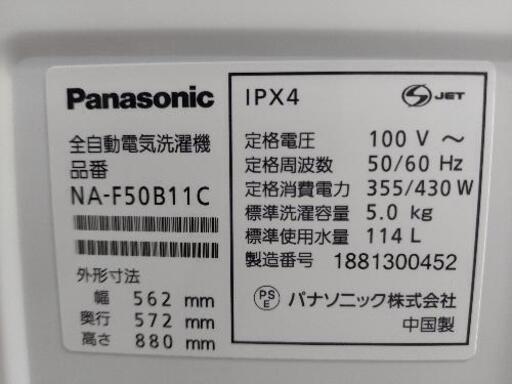 Panasonic
全自動電気洗濯機
品番
NA-F50B11C
外形寸法
幅 562 mm
奥行 572 mm
高さ 880 mm
IPX4
S JET
定格電圧 100 V ～
定格周波数 50/60 Hz
定格消費電力 355/430 W
標準洗濯容量 5.0 kg
標準使用水量 114 L
製造番号 1881300452
PS E パナソニック株式会社
中国製